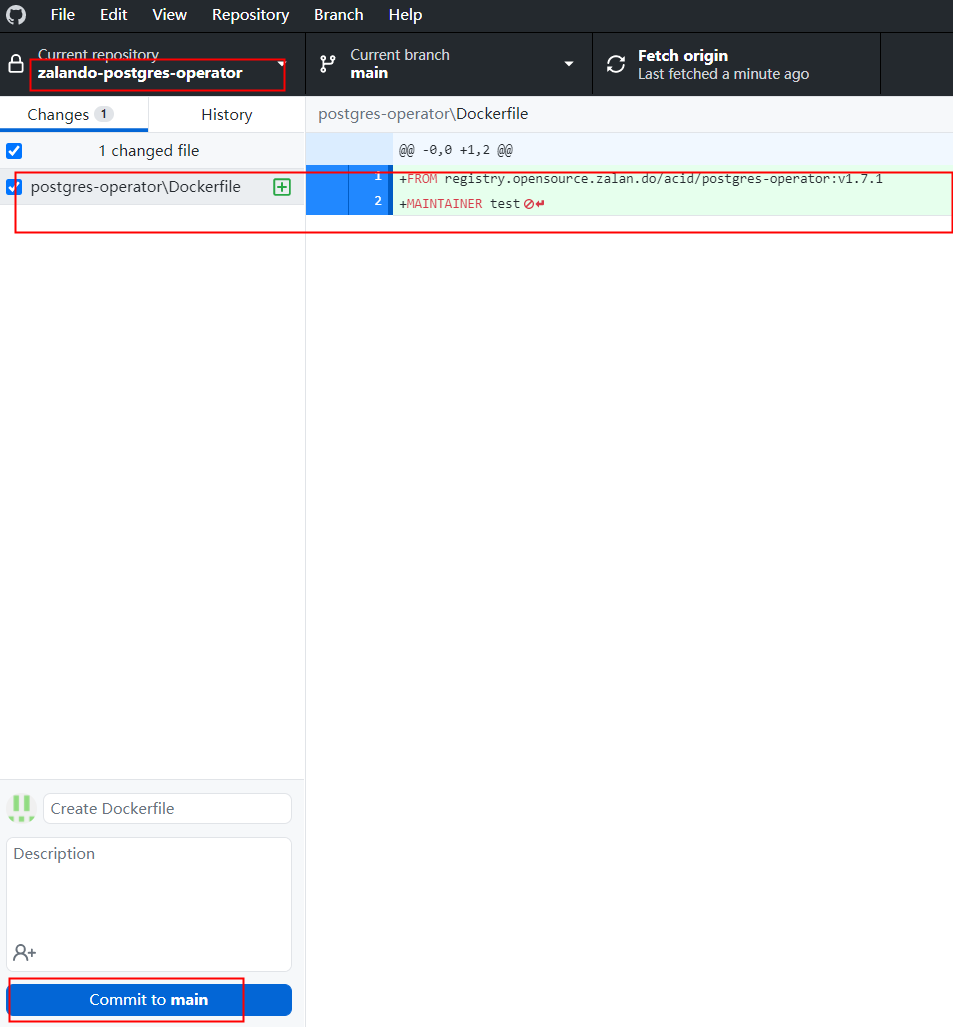 File Edit View Repository Branch Help
Current repository
zalando-postgres-operator
Current branch
main
Fetch origin
Last fetched a minute ago
Changes 1
History
postgres-operator\Dockerfile
1 changed file
@@ -0,0 +1,2 @@
postgres-operator\Dockerfile
1 +FROM registry.opensource.zalan.do/acid/postgres-operator:v1.7.1
2 +MAINTAINER test
Create Dockerfile
Description
Commit to main